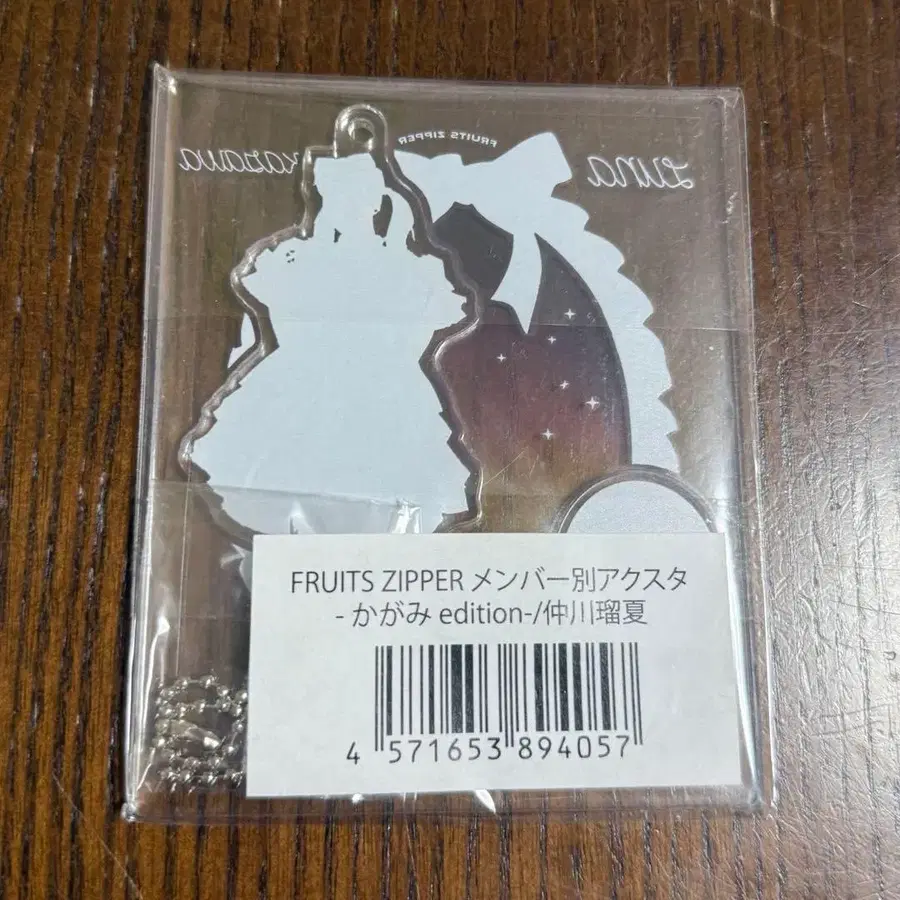 FRUITS ZIPPER
Luna
FRUITS ZIPPER メンバー別アクスタ
- かがみ edition-/仲川瑠夏
4 571653 894057